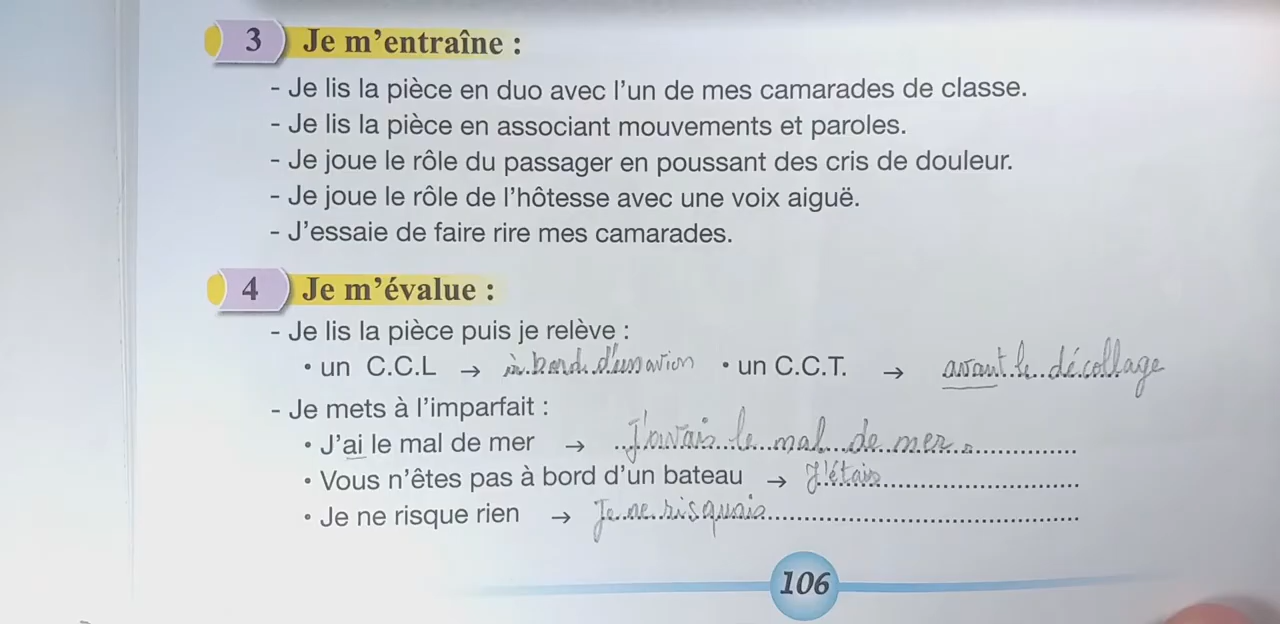 3 Je m'entraîne :
- Je lis la pièce en duo avec l'un de mes camarades de classe.
- Je lis la pièce en associant mouvements et paroles.
- Je joue le rôle du passager en poussant des cris de douleur.
- Je joue le rôle de l'hôtesse avec une voix aiguë.
- J'essaie de faire rire mes camarades.
4 Je m'évalue :
- Je lis la pièce puis je relève :
• un C.C.L → à bord d'un avion • un C.C.T. → avant le décollage
- Je mets à l'imparfait :
• J'ai le mal de mer → J'avais le mal de mer.
• Vous n'êtes pas à bord d'un bateau → J'étais
• Je ne risque rien → Je ne risquais
106